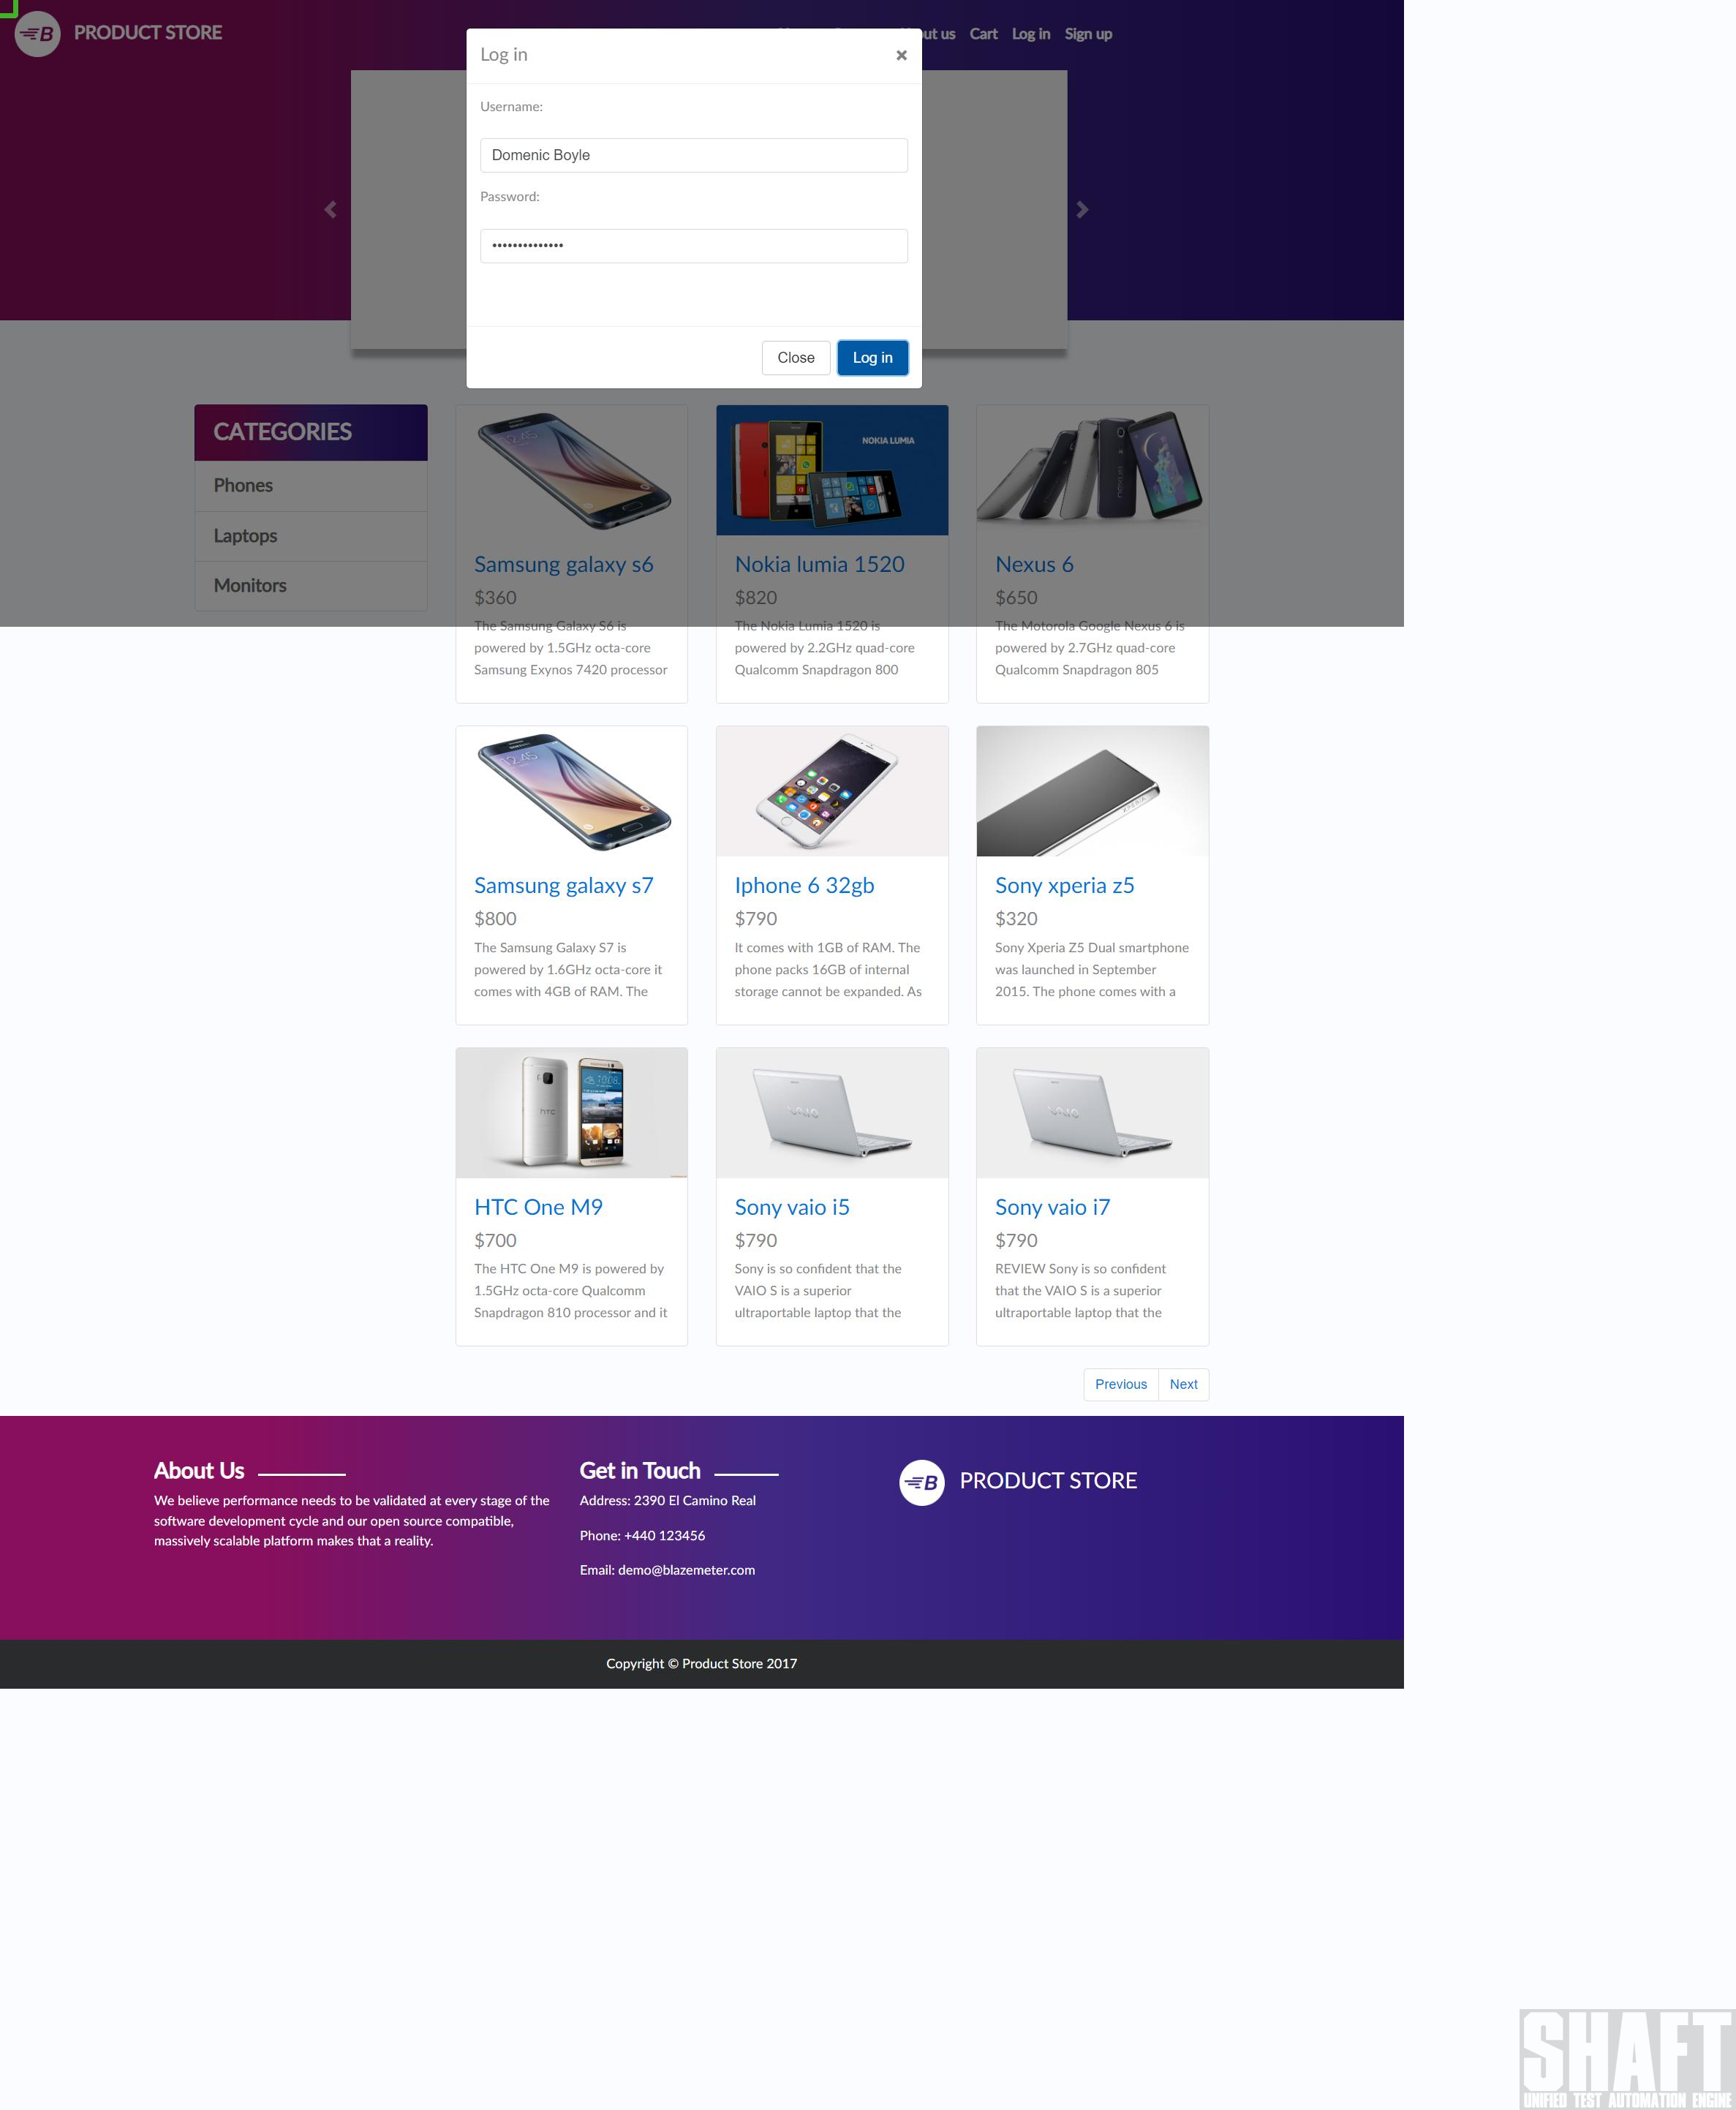 PRODUCT STORE
out us Cart Log in Sign up
Log in
Username:
Domenic Boyle
Password:
Close Log in
CATEGORIES
Phones
Laptops
Monitors
12:45
Samsung galaxy s6
$360
The Samsung Galaxy S6 is
powered by 1.5GHz octa-core
Samsung Exynos 7420 processor
NOKIA LUMIA
Nokia lumia 1520
$820
The Nokia Lumia 1520 is
powered by 2.2GHz quad-core
Qualcomm Snapdragon 800
nexus
Nexus 6
$650
The Motorola Google Nexus 6 is
powered by 2.7GHz quad-core
Qualcomm Snapdragon 805
12:45
Samsung galaxy s7
$800
The Samsung Galaxy S7 is
powered by 1.6GHz octa-core it
comes with 4GB of RAM. The
Iphone 6 32gb
$790
It comes with 1GB of RAM. The
phone packs 16GB of internal
storage cannot be expanded. As
XPERIA
Sony xperia z5
$320
Sony Xperia Z5 Dual smartphone
was launched in September
2015. The phone comes with a
hTC
10:08
HTC One M9
$700
The HTC One M9 is powered by
1.5GHz octa-core Qualcomm
Snapdragon 810 processor and it
VAIO
Sony vaio i5
$790
Sony is so confident that the
VAIO S is a superior
ultraportable laptop that the
VAIO
Sony vaio i7
$790
REVIEW Sony is so confident
that the VAIO S is a superior
ultraportable laptop that the
Previous Next
About Us
We believe performance needs to be validated at every stage of the
software development cycle and our open source compatible,
massively scalable platform makes that a reality.
Get in Touch
Address: 2390 El Camino Real
Phone: +440 123456
Email: demo@blazemeter.com
B PRODUCT STORE
Copyright © Product Store 2017
SHAFT
UNIFIED TEST AUTOMATION ENGINE